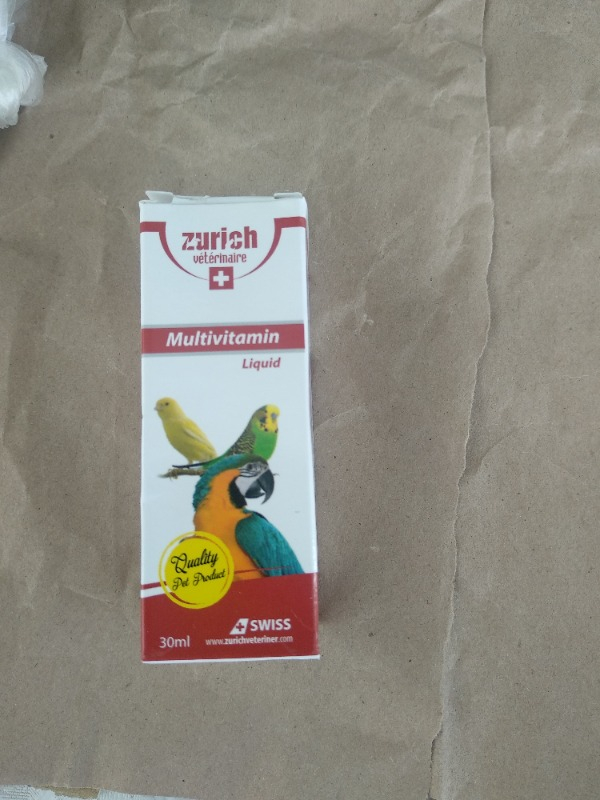 zurich
vétérinaire
Multivitamin
Liquid
Quality
Pet Product
SWISS
30ml
www.zurichveteriner.com